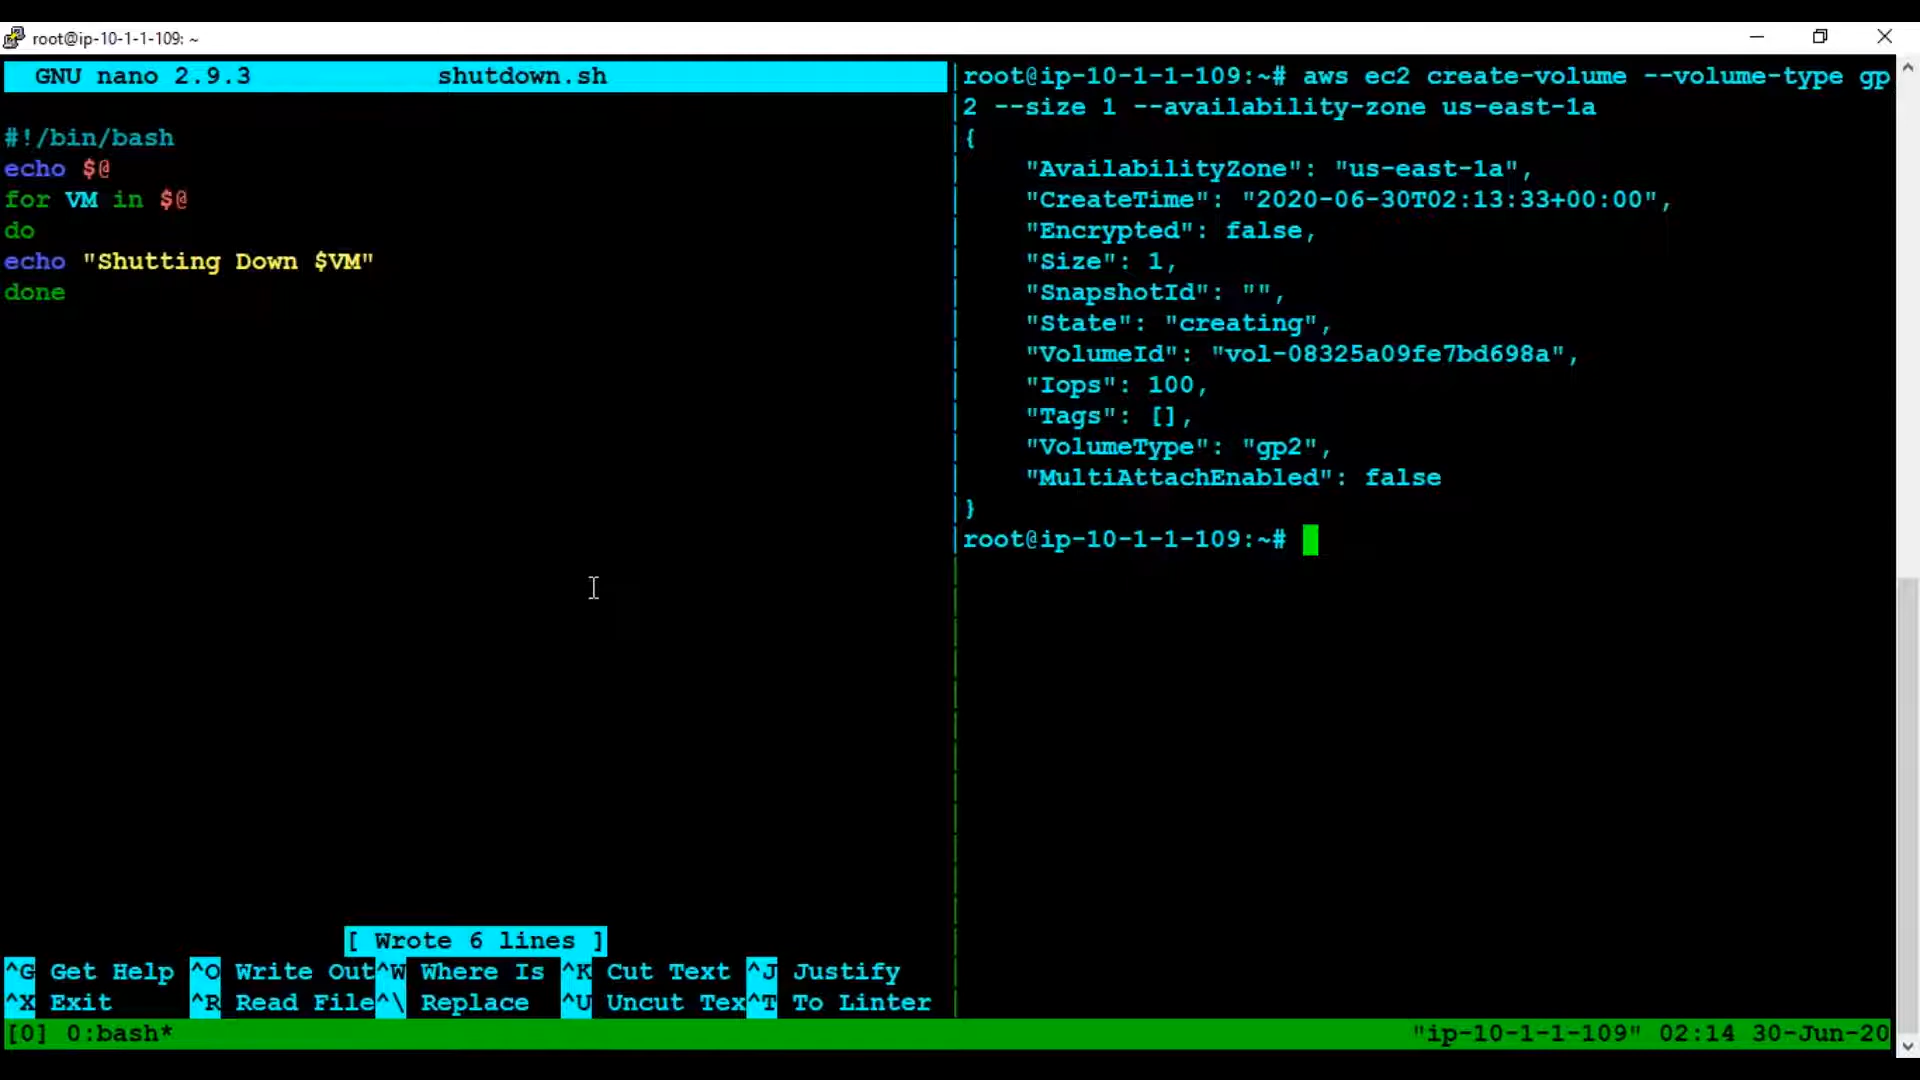 root@ip-10-1-1-109: ~
GNU nano 2.9.3 shutdown.sh
#!/bin/bash
echo $@
for VM in $@
do
echo "Shutting Down $VM"
done
[ Wrote 6 lines ]
^G Get Help ^O Write Out ^W Where Is ^K Cut Text ^J Justify
^X Exit ^R Read File ^\ Replace ^U Uncut Tex ^T To Linter
root@ip-10-1-1-109:~# aws ec2 create-volume --volume-type gp
2 --size 1 --availability-zone us-east-1a
{
"AvailabilityZone": "us-east-1a",
"CreateTime": "2020-06-30T02:13:33+00:00",
"Encrypted": false,
"Size": 1,
"SnapshotId": "",
"State": "creating",
"VolumeId": "vol-08325a09fe7bd698a",
"Iops": 100,
"Tags": [],
"VolumeType": "gp2",
"MultiAttachEnabled": false
}
root@ip-10-1-1-109:~#
[0] 0:bash* "ip-10-1-1-109" 02:14 30-Jun-20